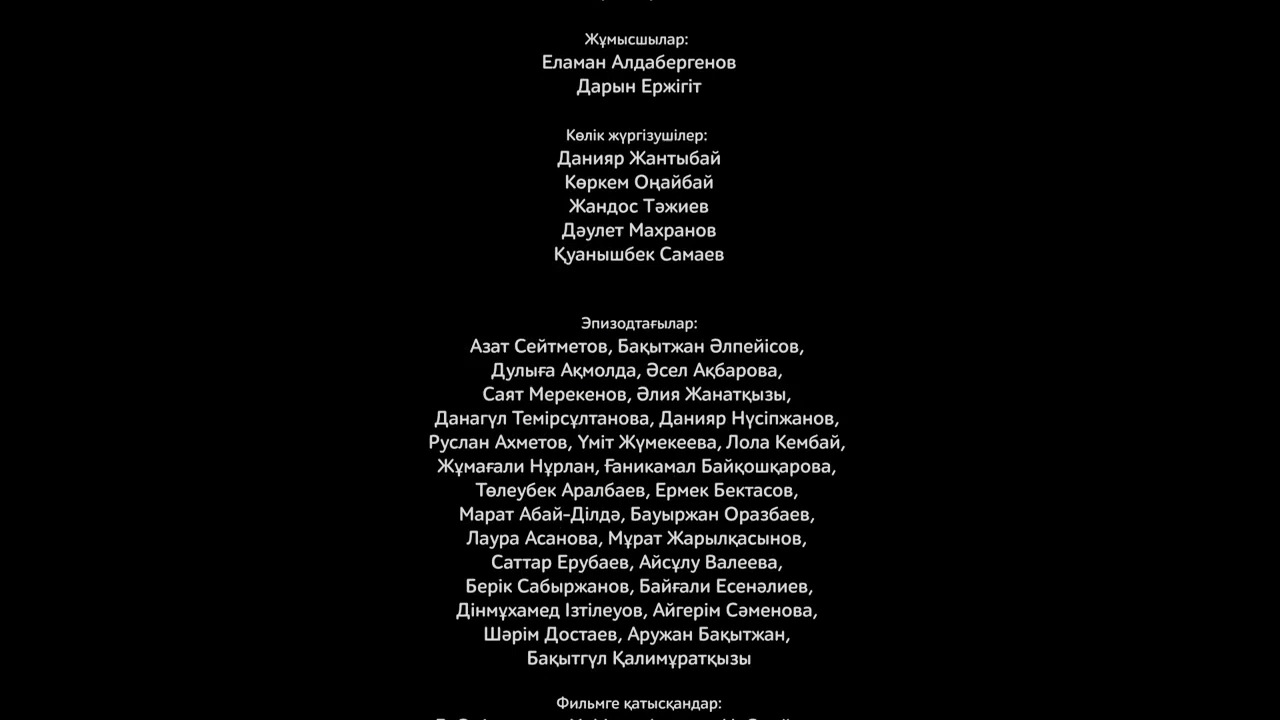 Жұмысшылар:
Еламан Алдабергенов
Дарын Ержігіт
Көлік жүргізушілер:
Данияр Жантыбай
Көркем Оңайбай
Жандос Тәжиев
Дәулет Махранов
Қуанышбек Самаев
Эпизодтағылар:
Азат Сейтметов, Бақытжан Әлпейісов,
Дулыға Ақмолда, Әсел Ақбарова,
Саят Мерекенов, Әлия Жанатқызы,
Данагүл Темірсұлтанова, Данияр Нүсіпжанов,
Руслан Ахметов, Үміт Жүмекеева, Лола Кембай,
Жұмағали Нұрлан, Ғаникамал Байқошқарова,
Төлеубек Аралбаев, Ермек Бектасов,
Марат Абай-Ділдә, Бауыржан Оразбаев,
Лаура Асанова, Мұрат Жарылқасынов,
Саттар Ерубаев, Айсұлу Валеева,
Берік Сабыржанов, Байғали Есенәлиев,
Дінмұхамед Ізтілеуов, Айгерім Сәменова,
Шәрім Достаев, Аружан Бақытжан,
Бақытгүл Қалимұратқызы
Фильмге қатысқандар: